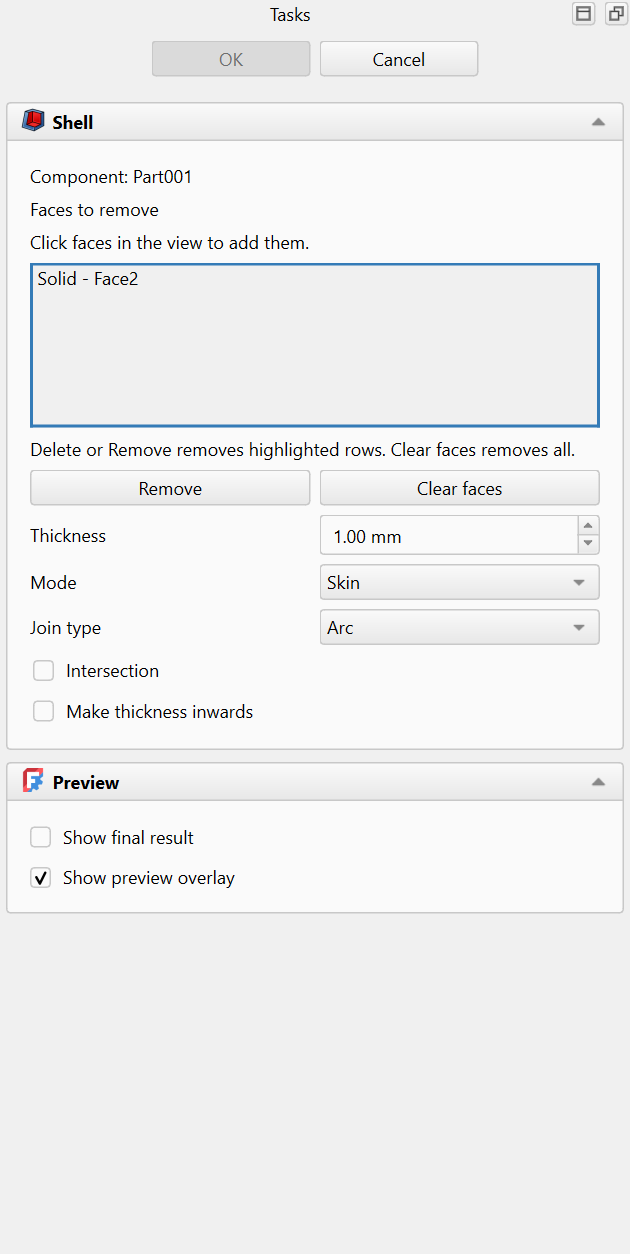 Tasks
OK Cancel
Shell
Component: Part001
Faces to remove
Click faces in the view to add them.
Solid - Face2
Delete or Remove removes highlighted rows. Clear faces removes all.
Remove Clear faces
Thickness 1.00 mm
Mode Skin
Join type Arc
Intersection
Make thickness inwards
Preview
Show final result
Show preview overlay